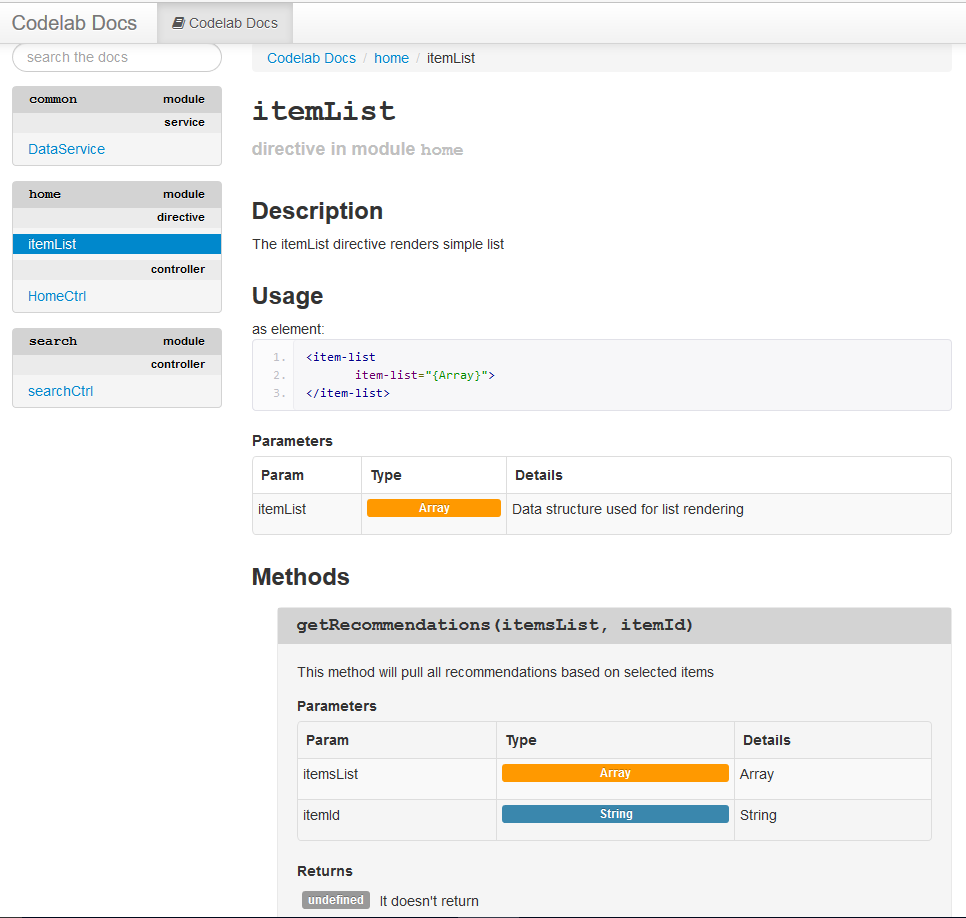 Codelab Docs Codelab Docs
search the docs
common module
service
DataService
home module
directive
itemList
controller
HomeCtrl
search module
controller
searchCtrl
Codelab Docs / home / itemList
itemList
directive in module home
Description
The itemList directive renders simple list
Usage
as element:
1. <item-list
2. item-list="{Array}">
3. </item-list>
Parameters
Param Type Details
itemList Array Data structure used for list rendering
Methods
getRecommendations(itemsList, itemId)
This method will pull all recommendations based on selected items
Parameters
Param Type Details
itemsList Array Array
itemId String String
Returns
undefined It doesn't return